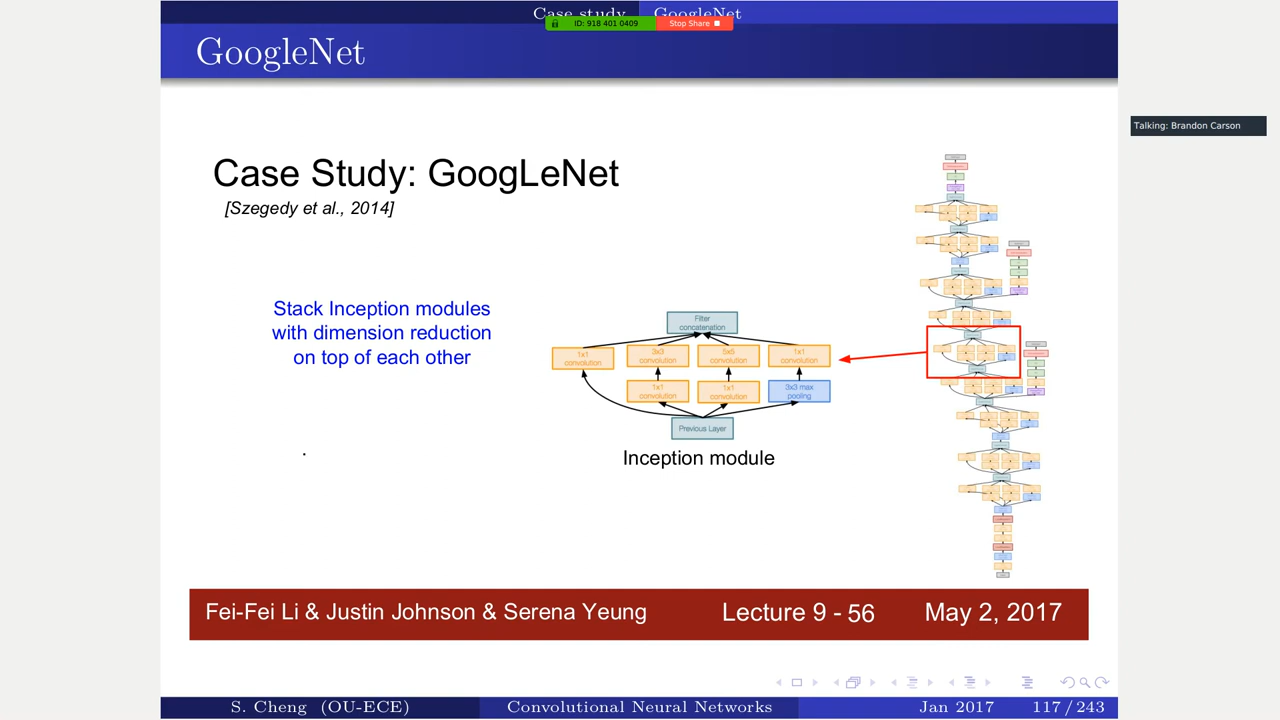 Case study GoogleNet
ID: 918 401 0409 Stop Share
GoogleNet
Talking: Brandon Carson
Case Study: GoogLeNet
[Szegedy et al., 2014]
Stack Inception modules
with dimension reduction
on top of each other
Filter
concatenation
1x1
convolution
3x3
convolution
5x5
convolution
1x1
convolution
1x1
convolution
1x1
convolution
3x3 max
pooling
Previous Layer
Inception module
Fei-Fei Li & Justin Johnson & Serena Yeung Lecture 9 - 56 May 2, 2017
S. Cheng (OU-ECE) Convolutional Neural Networks Jan 2017 117 / 243